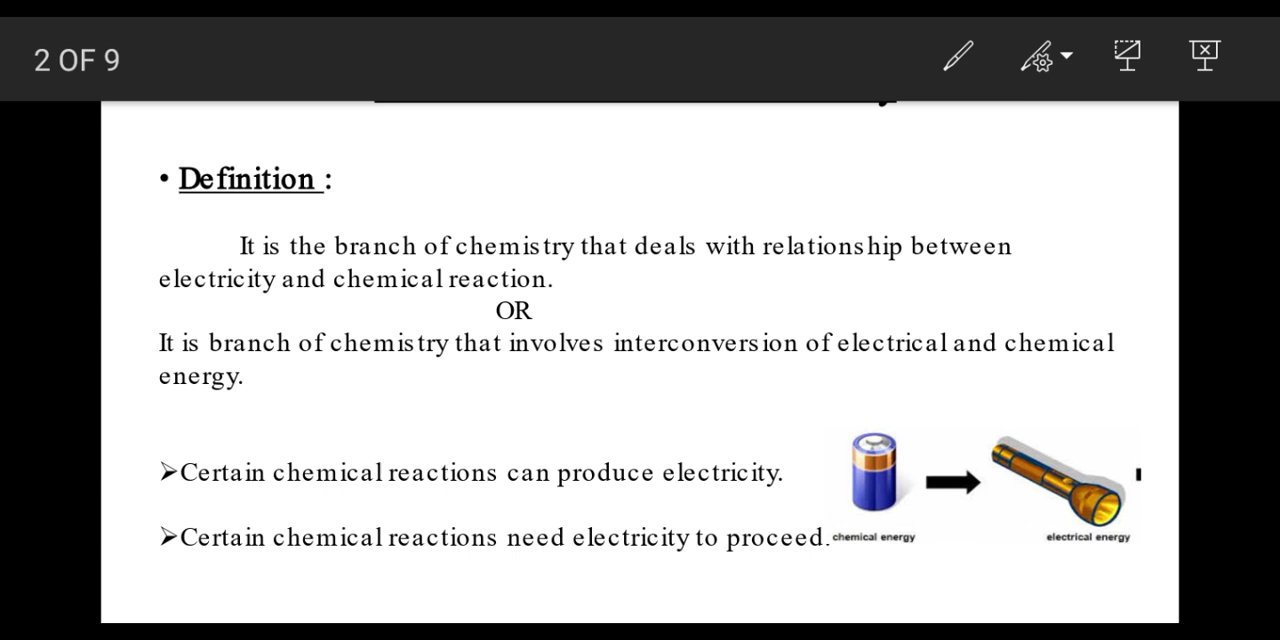 2 OF 9
• Definition :
It is the branch of chemistry that deals with relationship between
electricity and chemical reaction.
OR
It is branch of chemistry that involves interconversion of electrical and chemical
energy.
➢Certain chemical reactions can produce electricity.
➢Certain chemical reactions need electricity to proceed.
chemical energy
electrical energy